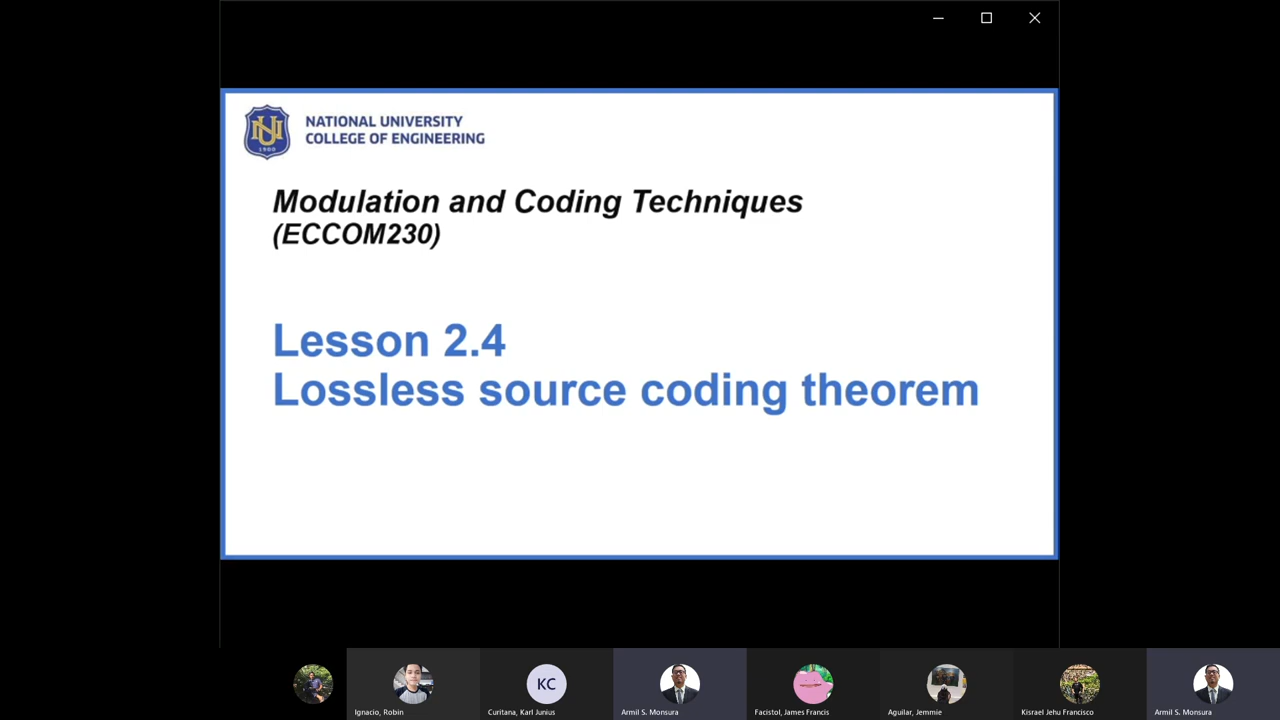 NATIONAL UNIVERSITY
COLLEGE OF ENGINEERING
1900
Modulation and Coding Techniques
(ECCOM230)
Lesson 2.4
Lossless source coding theorem
KC
Ignacio, Robin
Curitana, Karl Junius
Armil S. Monsura
Facistol, James Francis
Aguilar, Jemmie
Kisrael Jehu Francisco
Armil S. Monsura